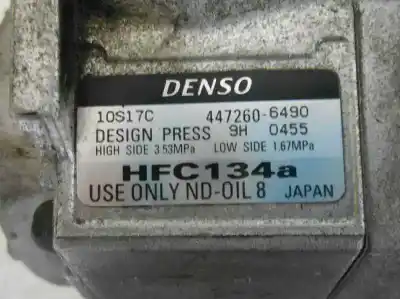 DENSO
10S17C 447260-6490
DESIGN PRESS 9H 0455
HIGH SIDE 3.53MPa LOW SIDE 1.67MPa
HFC134a
USE ONLY ND-OIL 8 JAPAN